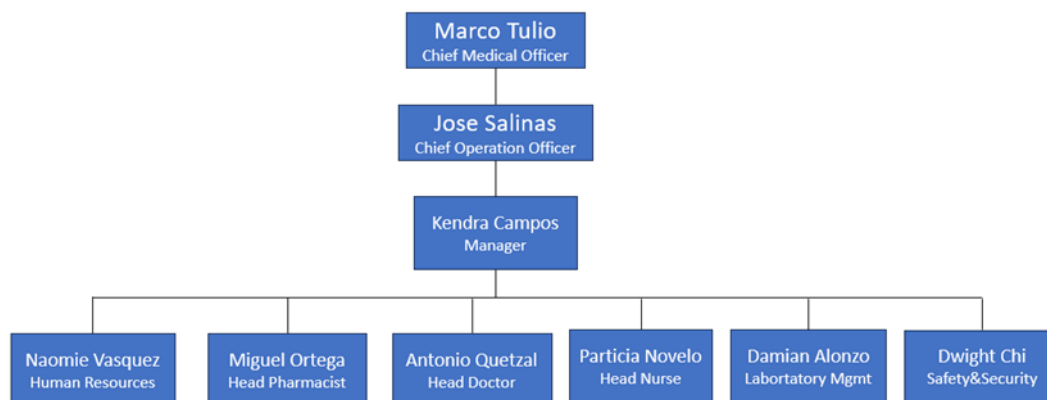 Marco Tulio
Chief Medical Officer
Jose Salinas
Chief Operation Officer
Kendra Campos
Manager
Naomie Vasquez
Human Resources
Miguel Ortega
Head Pharmacist
Antonio Quetzal
Head Doctor
Particia Novelo
Head Nurse
Damian Alonzo
Labortatory Mgmt
Dwight Chi
Safety&Security